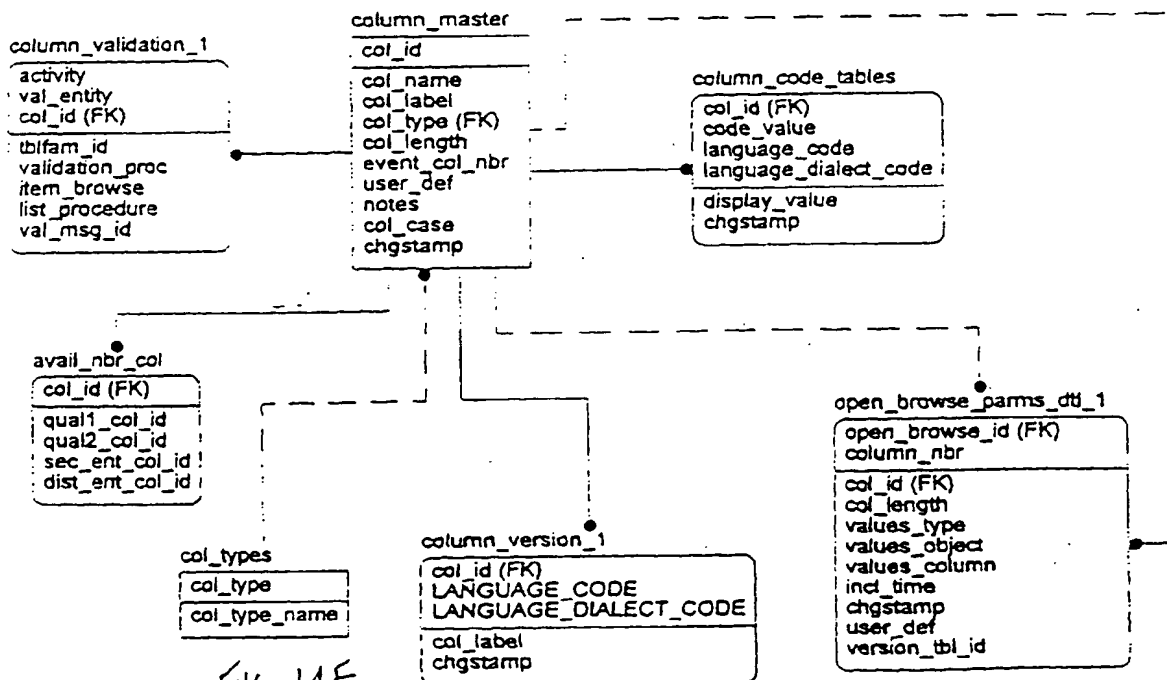 column_master
col_id
col_name
col_label
col_type (FK)
col_length
event_col_nbr
user_def
notes
col_case
chgstamp
column_validation_1
activity
val_entity
col_id (FK)
tblfam_id
validation_proc
item_browse
list_procedure
val_msg_id
column_code_tables
col_id (FK)
code_value
language_code
language_dialect_code
display_value
chgstamp
avail_nbr_col
col_id (FK)
qual1_col_id
qual2_col_id
sec_ent_col_id
dist_ent_col_id
col_types
col_type
col_type_name
column_version_1
col_id (FK)
LANGUAGE_CODE
LANGUAGE_DIALECT_CODE
col_label
chgstamp
open_browse_parms_dtl_1
open_browse_id (FK)
column_nbr
col_id (FK)
col_length
values_type
values_object
values_column
incl_time
chgstamp
user_def
version_tbl_id